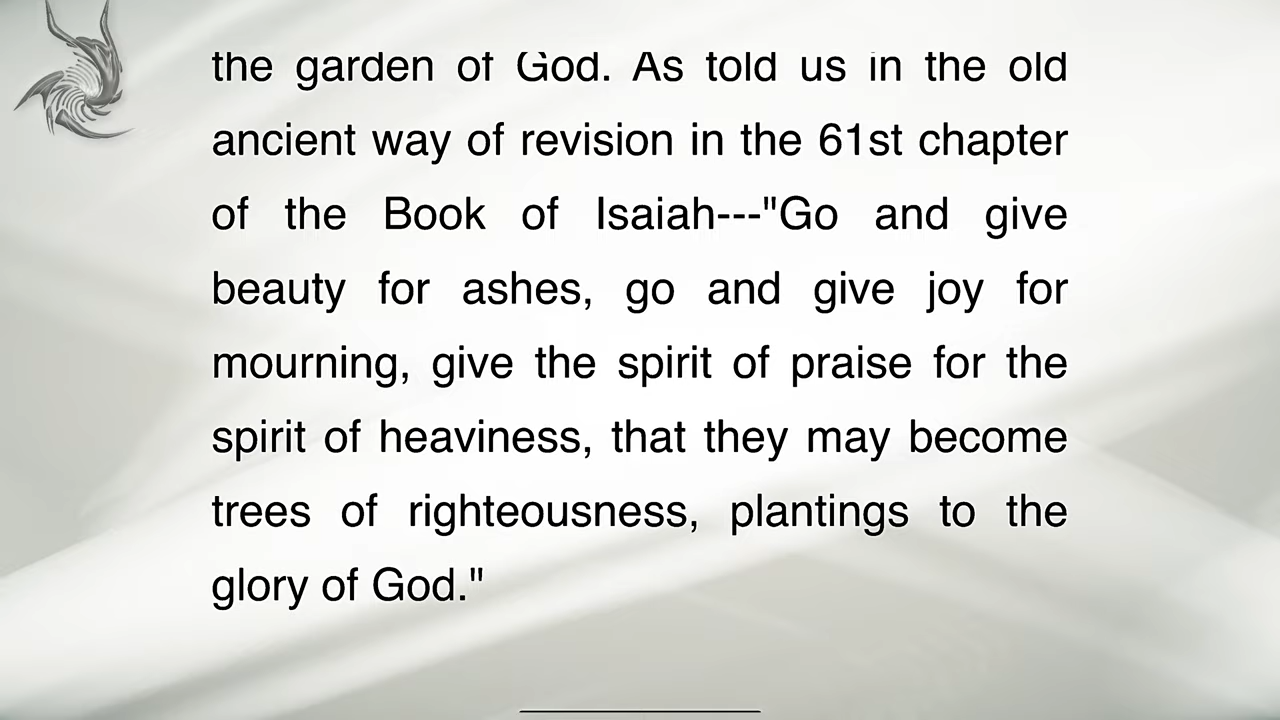 the garden of God. As told us in the old
ancient way of revision in the 61st chapter
of the Book of Isaiah---"Go and give
beauty for ashes, go and give joy for
mourning, give the spirit of praise for the
spirit of heaviness, that they may become
trees of righteousness, plantings to the
glory of God."